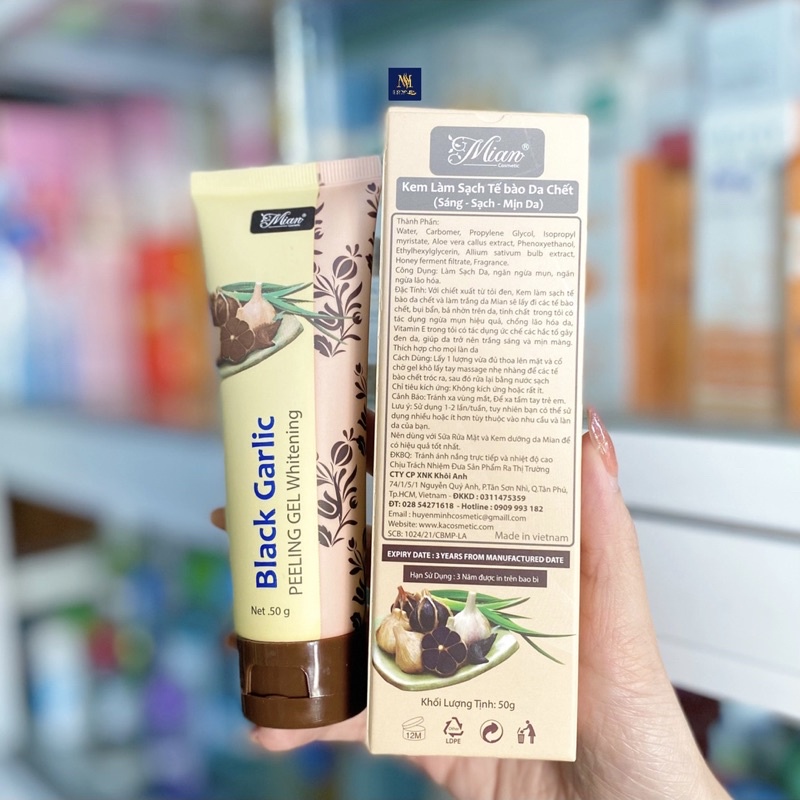 Mian
Black Garlic
PEELING GEL Whitening
Net .50 g
Mian®
Cosmetic
Kem Làm Sạch Tế bào Da Chết
(Sáng - Sạch - Mịn Da)
Thành Phần:
Water, Carbomer, Propylene Glycol, Isopropyl
myristate, Aloe vera callus extract, Phenoxyethanol,
Ethylhexylglycerin, Allium sativum bulb extract,
Honey ferment filtrate, Fragrance.
Công Dụng: Làm Sạch Da, ngăn ngừa mụn, ngăn
ngừa lão hóa.
Đặc Tính: Với chiết xuất từ tỏi đen, Kem làm sạch tế
bào da chết và làm trắng da Mian sẽ lấy đi các tế bào
chết, bụi bẩn, bã nhờn trên da, tinh chất trong tỏi có
tác dụng ngừa mụn hiệu quả, chống lão hóa da,
Vitamin E trong tỏi có tác dụng ức chế các hắc tố gây
đen da, giúp da trở nên trắng sáng và mịn màng.
Thích hợp cho mọi làn da
Cách Dùng: Lấy 1 lượng vừa đủ thoa lên mặt và cổ
chờ gel khô lấy tay massage nhẹ nhàng để các tế
bào chết tróc ra, sau đó rửa lại bằng nước sạch
Chỉ tiêu kích ứng: Không kích ứng hoặc rất ít.
Cảnh Báo: Tránh xa vùng mắt, Để xa tầm tay trẻ em.
Lưu ý: Sử dụng 1-2 lần/tuần, tuy nhiên bạn có thể sử
dụng nhiều hoặc ít hơn tùy thuộc vào nhu cầu và làn
da của bạn.
Nên dùng với Sữa Rửa Mặt và Kem dưỡng da Mian để
có hiệu quả tốt nhất.
ĐKBQ: Tránh ánh nắng trực tiếp và nhiệt độ cao
Chịu Trách Nhiệm Đưa Sản Phẩm Ra Thị Trường
CTY CP XNK Khôi Anh
74/1/5/1 Nguyễn Quý Anh, P.Tân Sơn Nhì, Q.Tân Phú,
Tp.HCM, Vietnam - ĐKKD : 0311475359
ĐT: 028 54271618 - Hotline : 0909 993 182
Email : huyenminhcosmetic@gmaill.com
Website: www.kacosmetic.com
SCB: 1024/21/CBMP-LA Made in vietnam
EXPIRY DATE : 3 YEARS FROM MANUFACTURED DATE
Hạn Sử Dụng : 3 Năm được in trên bao bì
Khối Lượng Tịnh: 50g
12M
LDPE